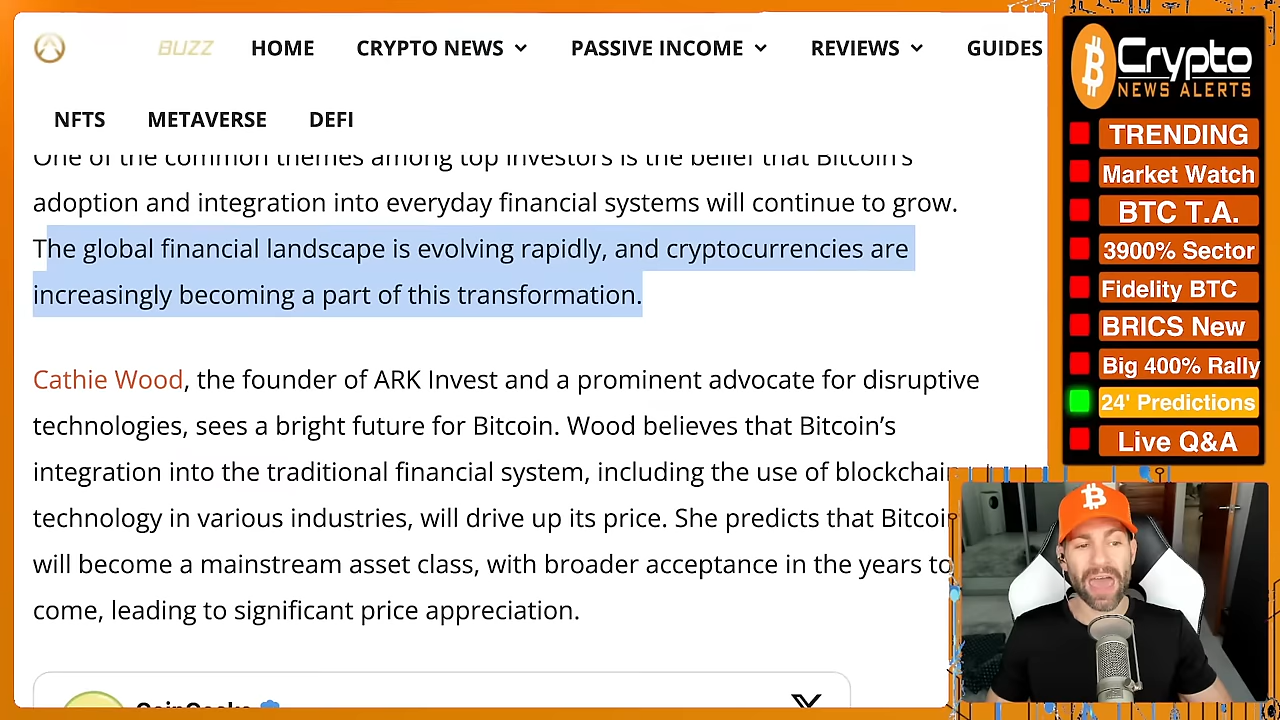 BUZZ HOME CRYPTO NEWS PASSIVE INCOME REVIEWS GUIDES
NFTS METAVERSE DEFI
One of the common themes among top investors is the belief that Bitcoin's
adoption and integration into everyday financial systems will continue to grow.
The global financial landscape is evolving rapidly, and cryptocurrencies are
increasingly becoming a part of this transformation.
Cathie Wood, the founder of ARK Invest and a prominent advocate for disruptive
technologies, sees a bright future for Bitcoin. Wood believes that Bitcoin’s
integration into the traditional financial system, including the use of blockchain
technology in various industries, will drive up its price. She predicts that Bitcoin
will become a mainstream asset class, with broader acceptance in the years to
come, leading to significant price appreciation.
CoinGecko
Crypto
NEWS ALERTS
TRENDING
Market Watch
BTC T.A.
3900% Sector
Fidelity BTC
BRICS New
Big 400% Rally
24' Predictions
Live Q&A